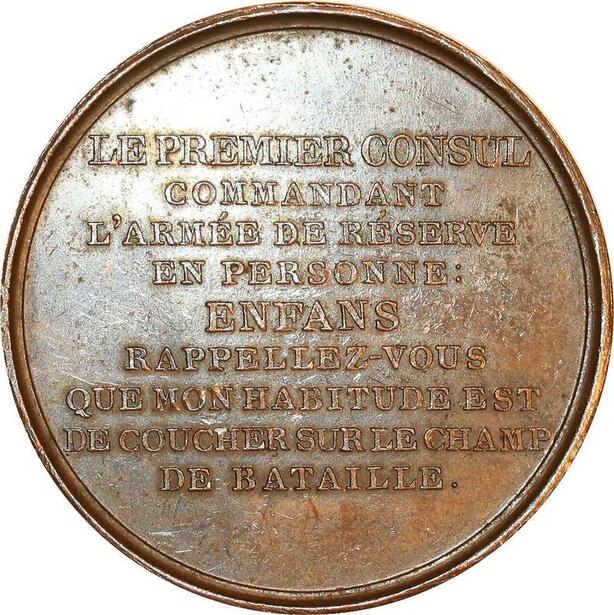 LE PREMIER CONSUL
COMMANDANT
L'ARMÉE DE RÉSERVE
EN PERSONNE:
ENFANS
RAPPELLEZ-VOUS
QUE MON HABITUDE EST
DE COUCHER SUR LE CHAMP
DE BATAILLE.